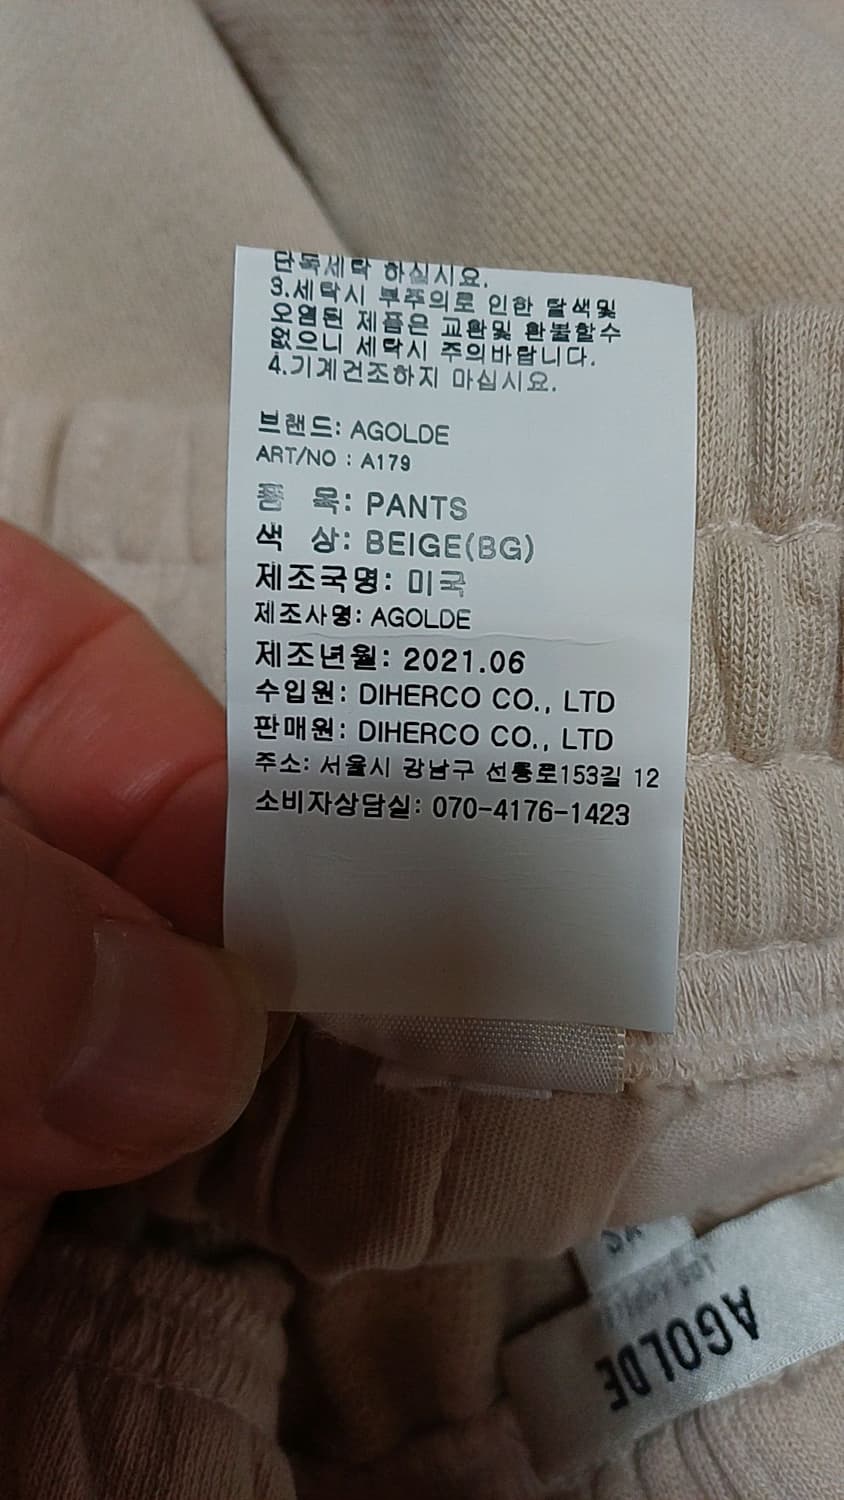 단독세탁 하십시요.
3.세탁시 부주의로 인한 탈색및
오염된 제품은 교환및 환불할수
없으니 세탁시 주의바랍니다.
4.기계건조하지 마십시요.
브랜드: AGOLDE
ART/NO : A179
품 목: PANTS
색 상: BEIGE(BG)
제조국명: 미국
제조사명: AGOLDE
제조년월: 2021.06
수입원: DIHERCO CO., LTD
판매원: DIHERCO CO., LTD
주소: 서울시 강남구 선릉로153길 12
소비자상담실: 070-4176-1423
AGOLDE
XS